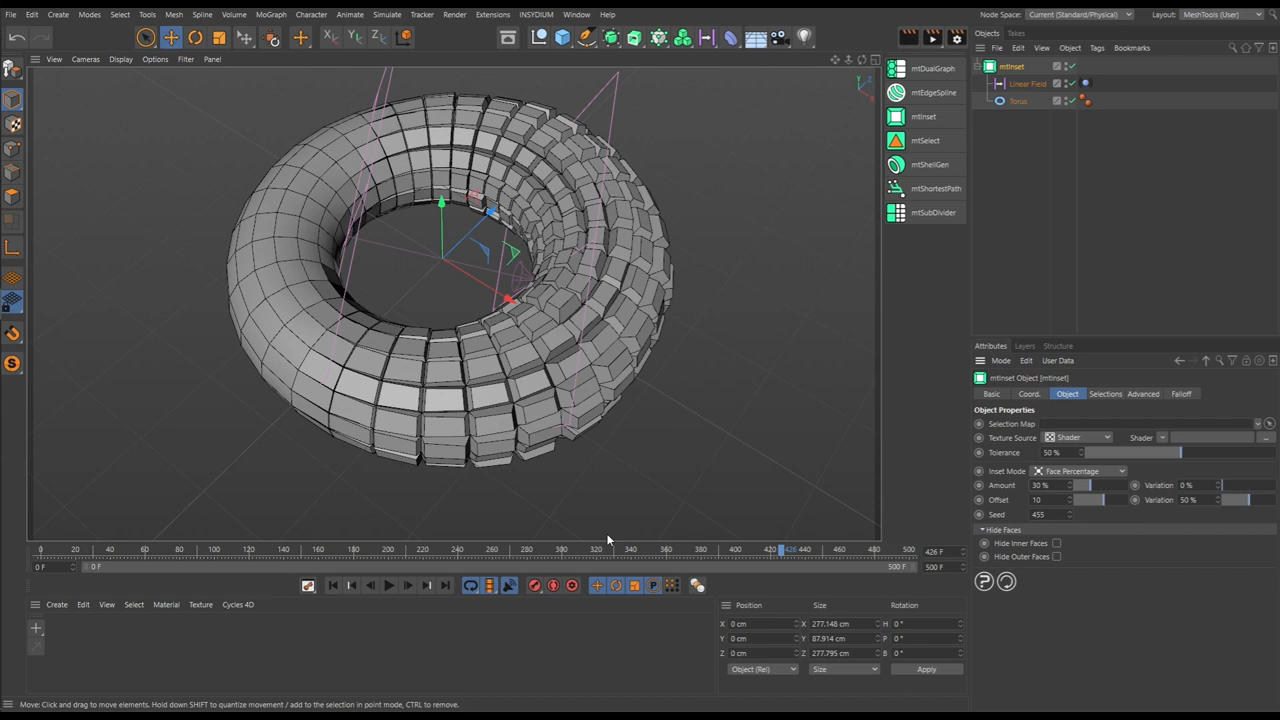 File Edit Create Modes Select Tools Mesh Spline Volume MoGraph Character Animate Simulate Tracker Render Extensions INSYDIUM Window Help Node Space: Current (Standard/Physical) Layout: MeshTools (User)
Objects Takes
File Edit View Object Tags Bookmarks
View Cameras Display Options Filter Panel
mtInset
Linear Field
Torus
mtDualGraph
mtEdgeSpline
mtInset
mtSelect
mtShellGen
mtShortestPath
mtSubDivider
Attributes Layers Structure
Mode Edit User Data
mtInset Object [mtInset]
Basic Coord. Object Selections Advanced Falloff
Object Properties
Selection Map
Texture Source Shader Shader
Tolerance 50 %
Inset Mode Face Percentage
Amount 30 % Variation 0 %
Offset 10 Variation 50 %
Seed 455
Hide Faces
Hide Inner Faces
Hide Outer Faces
0 20 40 60 80 100 120 140 160 180 200 220 240 260 280 300 320 340 360 380 400 420 426 440 460 480 500 426 F
0 F 0 F 500 F 500 F
Create Edit View Select Material Texture Cycles 4D
Position Size Rotation
X 0 cm X 277.148 cm H 0 °
Y 0 cm Y 87.914 cm P 0 °
Z 0 cm Z 277.795 cm B 0 °
Object (Rel) Size Apply
Move: Click and drag to move elements. Hold down SHIFT to quantize movement / add to the selection in point mode, CTRL to remove.